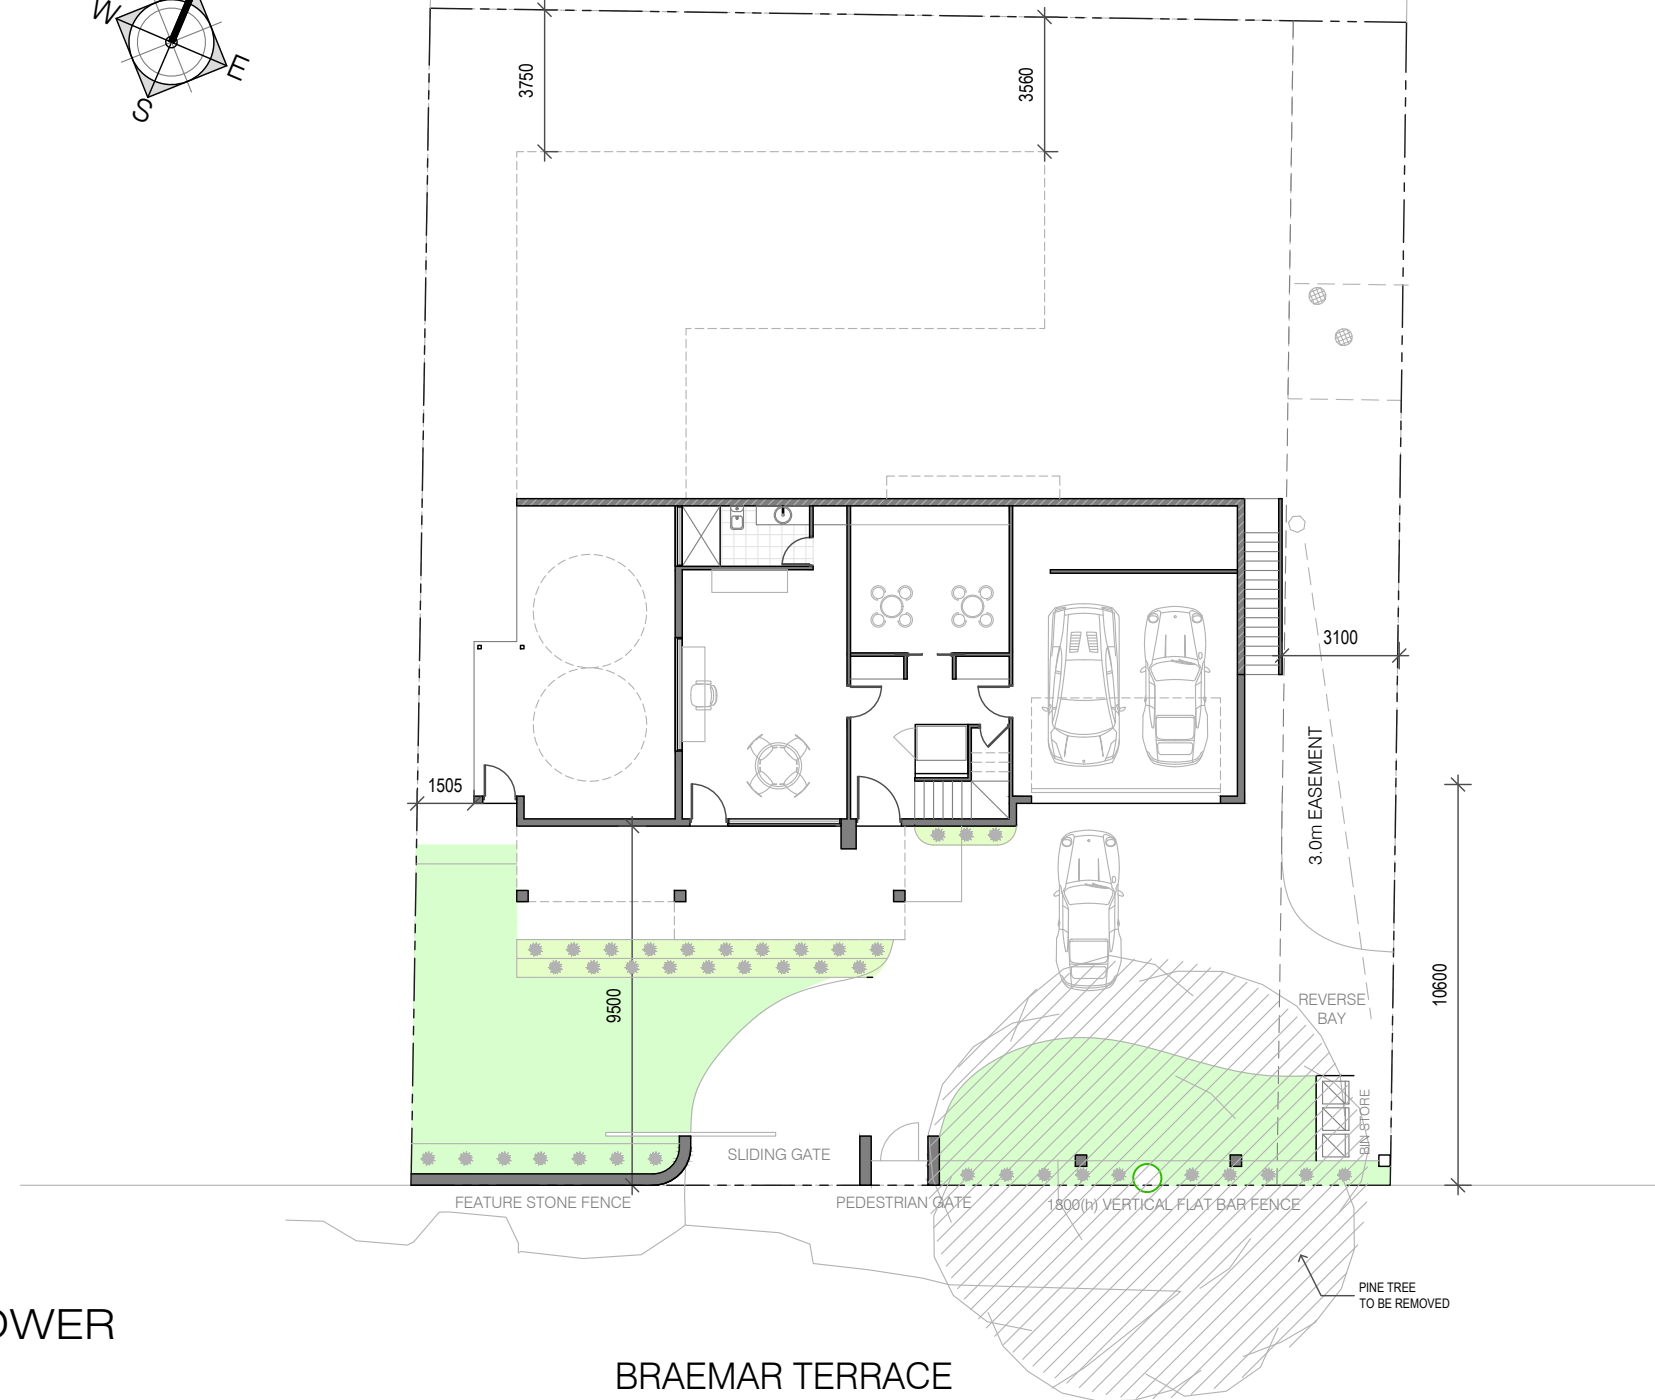 W
E
S
3750
3560
3100
3.0m EASEMENT
1505
9500
10600
REVERSE
BAY
BIN STORE
SLIDING GATE
FEATURE STONE FENCE
PEDESTRIAN GATE
1800(h) VERTICAL FLAT BAR FENCE
PINE TREE
TO BE REMOVED
OWER
BRAEMAR TERRACE